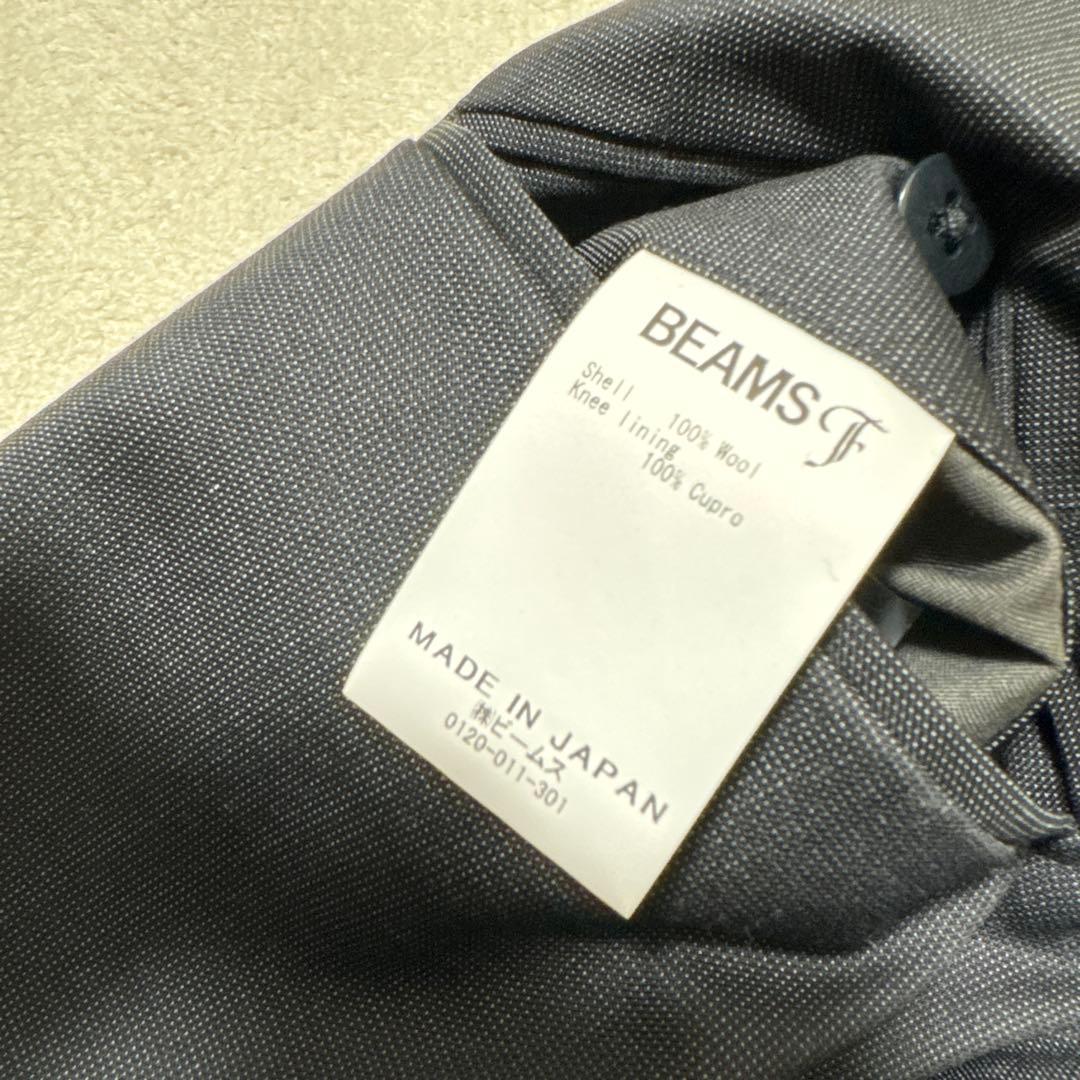 BEAMS F
Shell 100% Wool
Knee lining
100% Cupro
MADE IN JAPAN
㈱ビームス
0120-011-301